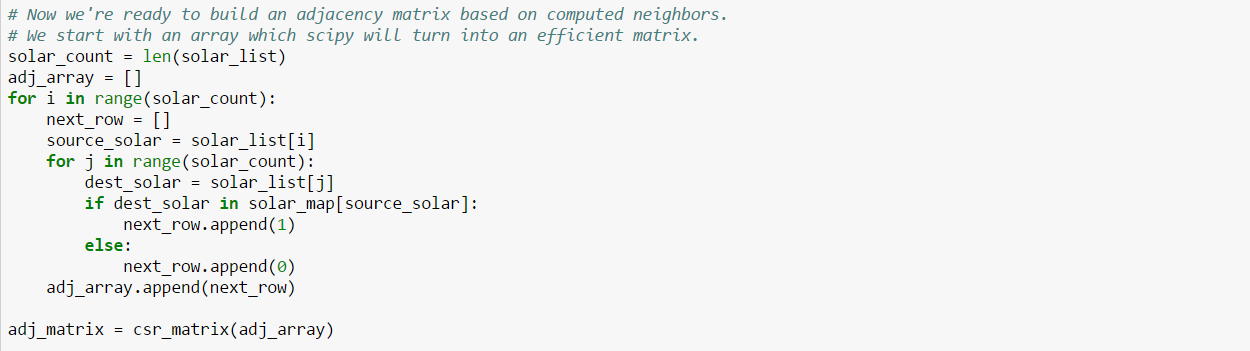 # Now we're ready to build an adjacency matrix based on computed neighbors.
# We start with an array which scipy will turn into an efficient matrix.
solar_count = len(solar_list)
adj_array = []
for i in range(solar_count):
    next_row = []
    source_solar = solar_list[i]
    for j in range(solar_count):
        dest_solar = solar_list[j]
        if dest_solar in solar_map[source_solar]:
            next_row.append(1)
        else:
            next_row.append(0)
    adj_array.append(next_row)

adj_matrix = csr_matrix(adj_array)